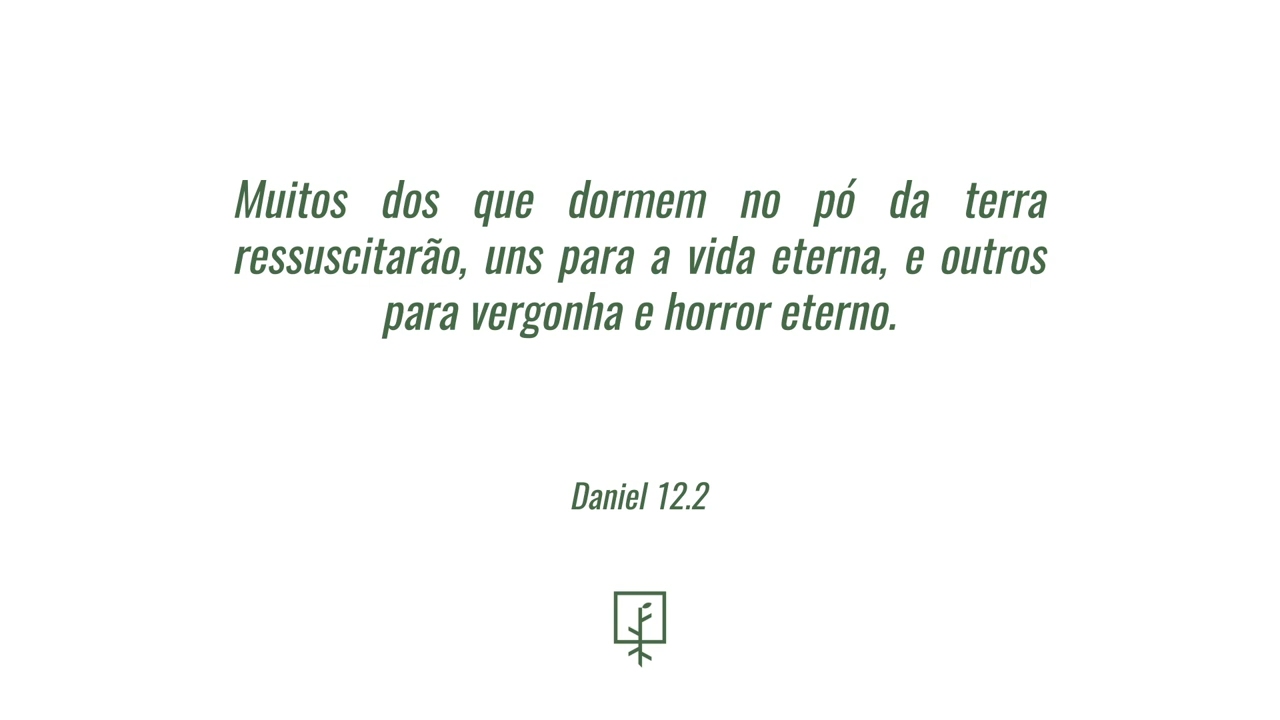 Muitos dos que dormem no pó da terra
ressuscitarão, uns para a vida eterna, e outros
para vergonha e horror eterno.
Daniel 12.2